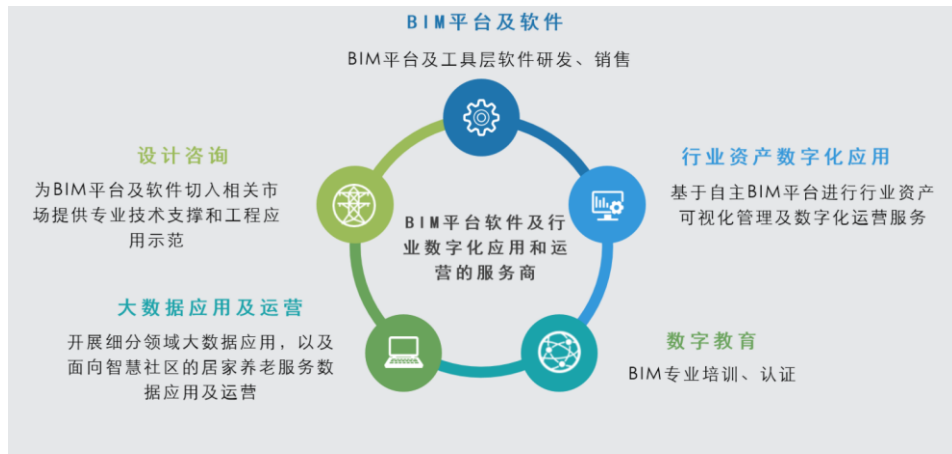 BIM平台及软件
BIM平台及工具层软件研发、销售
设计咨询
为BIM平台及软件切入相关市
场提供专业技术支撑和工程应
用示范
行业资产数字化应用
基于自主BIM平台进行行业资产
可视化管理及数字化运营服务
BIM平台软件及行
业数字化应用和运
营的服务商
大数据应用及运营
开展细分领域大数据应用，以及
面向智慧社区的居家养老服务数
据应用及运营
数字教育
BIM专业培训、认证